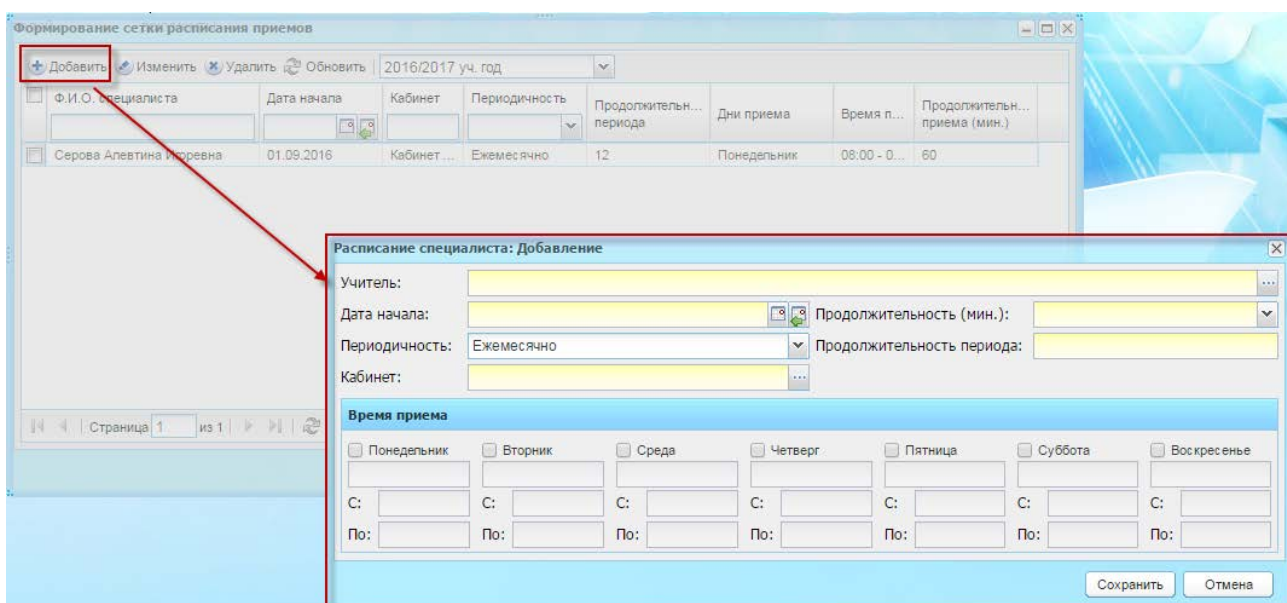 Формирование сетки расписания приемов
Добавить Изменить Удалить Обновить 2016/2017 уч. год
Ф.И.О. специалиста Дата начала Кабинет Периодичность Продолжительн... периода Дни приема Время п... Продолжительн... приема (мин.)
Серова Алевтина Игоревна 01.09.2016 Кабинет ... Ежемесячно 12 Понедельник 08:00 - 0... 60
Расписание специалиста: Добавление
Учитель:
Дата начала: Продолжительность (мин.):
Периодичность: Ежемесячно Продолжительность периода:
Кабинет:
Время приема
Страница 1 из 1
Понедельник Вторник Среда Четверг Пятница Суббота Воскресенье
С: С: С: С: С: С: С:
По: По: По: По: По: По: По:
Сохранить Отмена